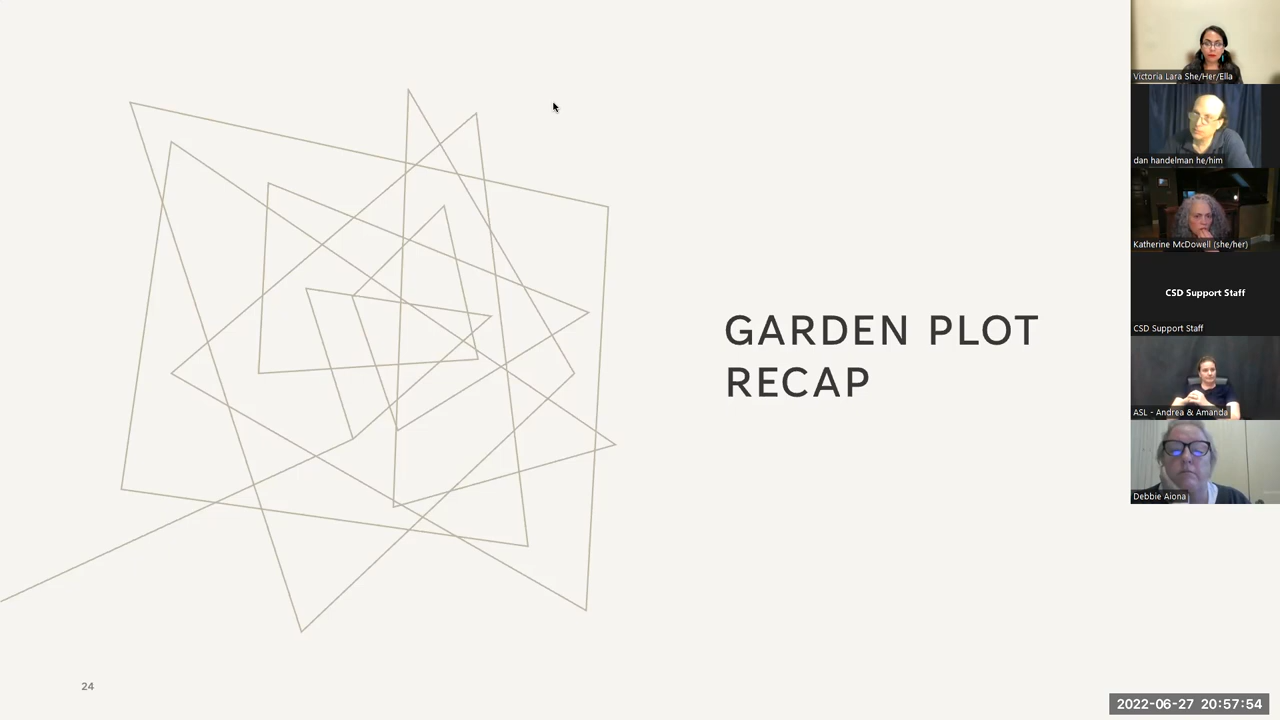 GARDEN PLOT
RECAP
24
Victoria Lara She/Her/Ella
dan handelman he/him
Katherine McDowell (she/her)
CSD Support Staff
CSD Support Staff
ASL - Andrea & Amanda
Debbie Aiona
2022-06-27 20:57:54